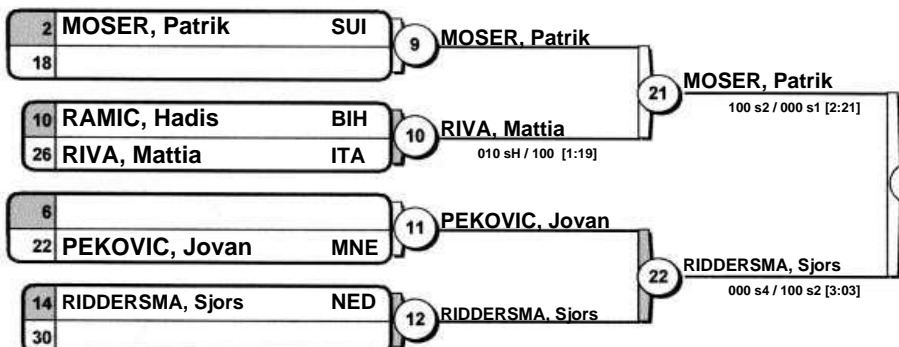 2 MOSER, Patrik SUI
18
9 MOSER, Patrik
10 RAMIC, Hadis BIH
26 RIVA, Mattia ITA
10 RIVA, Mattia
010 sH / 100 [1:19]
21 MOSER, Patrik
100 s2 / 000 s1 [2:21]
6
22 PEKOVIC, Jovan MNE
11 PEKOVIC, Jovan
14 RIDDERSMA, Sjors NED
30
12 RIDDERSMA, Sjors
22 RIDDERSMA, Sjors
000 s4 / 100 s2 [3:03]